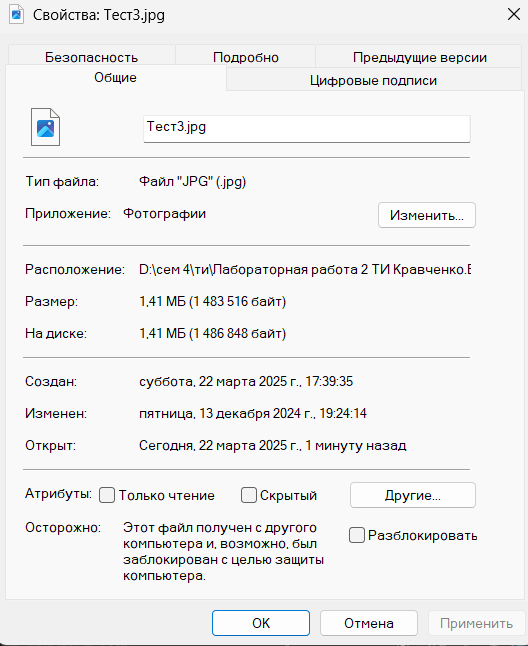 Свойства: Тест3.jpg
Безопасность Подробно Предыдущие версии
Общие Цифровые подписи
Тест3.jpg
Тип файла: Файл "JPG" (.jpg)
Приложение: Фотографии Изменить...
Расположение: D:\сем 4\ти\Лабораторная работа 2 ТИ Кравченко.Е
Размер: 1,41 МБ (1 483 516 байт)
На диске: 1,41 МБ (1 486 848 байт)
Создан: суббота, 22 марта 2025 г., 17:39:35
Изменен: пятница, 13 декабря 2024 г., 19:24:14
Открыт: Сегодня, 22 марта 2025 г., 1 минуту назад
Атрибуты: Только чтение Скрытый Другие...
Осторожно: Этот файл получен с другого
компьютера и, возможно, был
заблокирован с целью защиты
компьютера.
Разблокировать
OK Отмена Применить